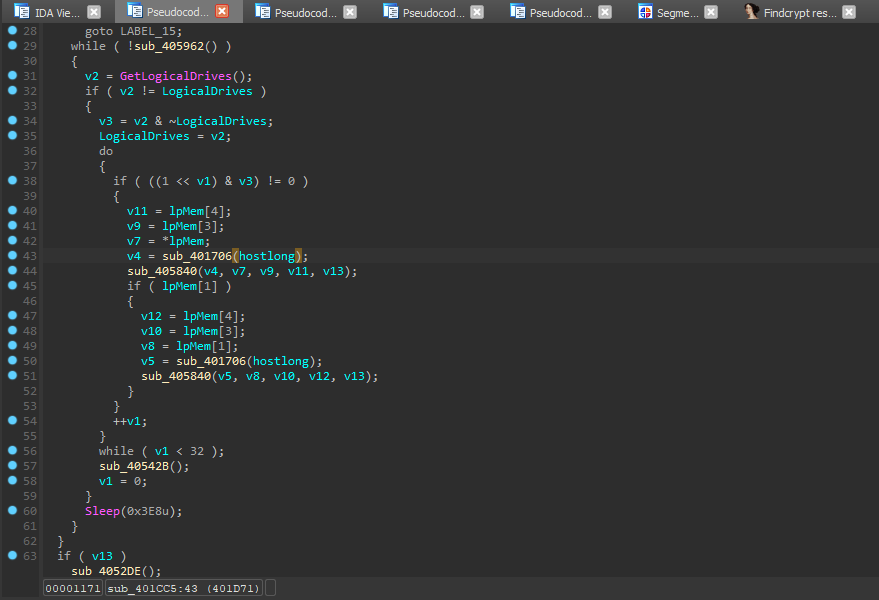 IDA Vie... Pseudocod... Pseudocod... Pseudocod... Pseudocod... Segme... Findcrypt res...
28 goto LABEL_15;
29 while ( !sub_405962() )
30 {
31 v2 = GetLogicalDrives();
32 if ( v2 != LogicalDrives )
33 {
34 v3 = v2 & ~LogicalDrives;
35 LogicalDrives = v2;
36 do
37 {
38 if ( ((1 << v1) & v3) != 0 )
39 {
40 v11 = lpMem[4];
41 v9 = lpMem[3];
42 v7 = *lpMem;
43 v4 = sub_401706(hostlong);
44 sub_405840(v4, v7, v9, v11, v13);
45 if ( lpMem[1] )
46 {
47 v12 = lpMem[4];
48 v10 = lpMem[3];
49 v8 = lpMem[1];
50 v5 = sub_401706(hostlong);
51 sub_405840(v5, v8, v10, v12, v13);
52 }
53 }
54 ++v1;
55 }
56 while ( v1 < 32 );
57 sub_40542B();
58 v1 = 0;
59 }
60 Sleep(0x3E8u);
61 }
62 }
63 if ( v13 )
sub_4052DE();
00001171 sub_401CC5:43 (401D71)